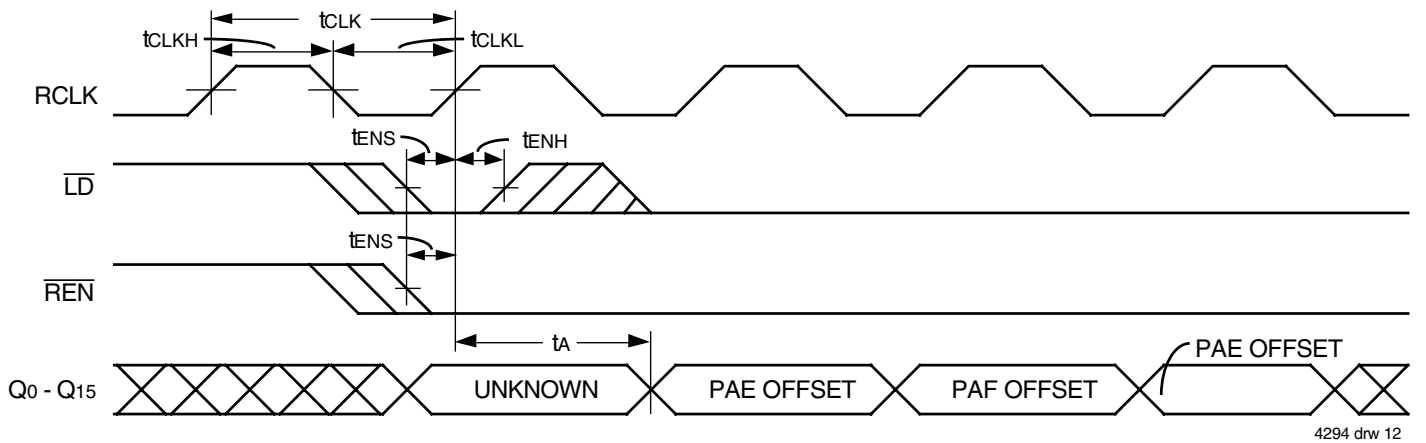 tCLK
tCLKH
tCLKL
RCLK
tENS
tENH
LD
tENS
REN
tA
PAE OFFSET
Q0 - Q15
UNKNOWN
PAE OFFSET
PAF OFFSET
4294 drw 12